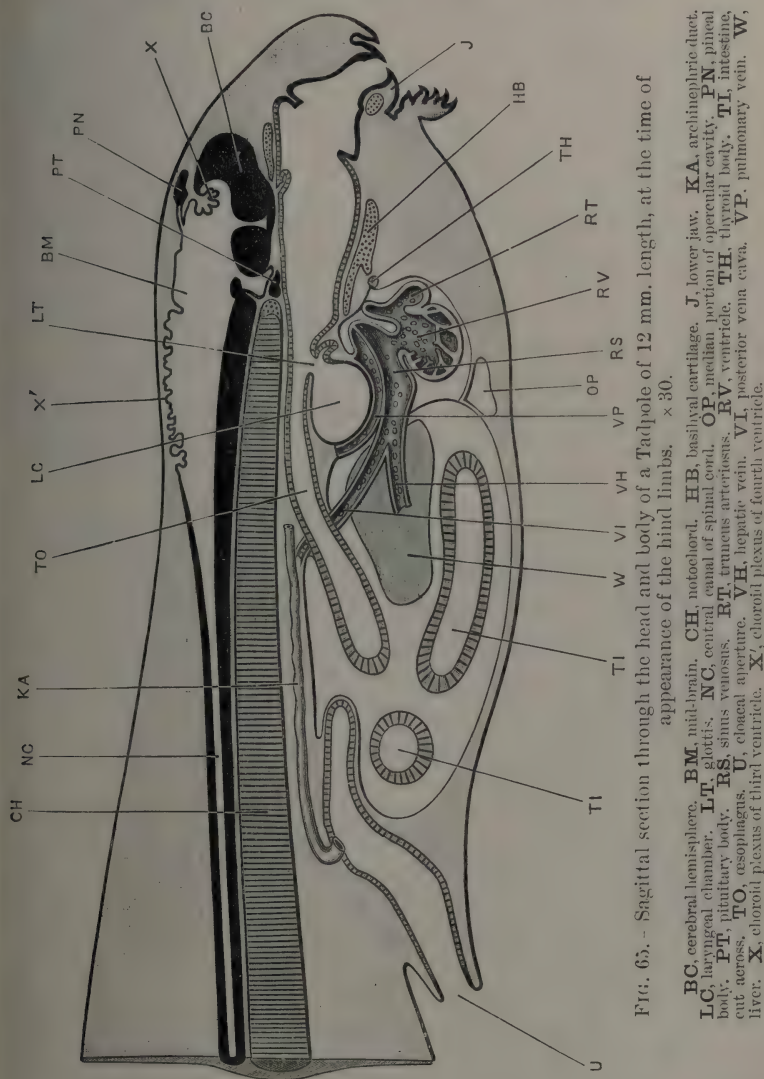 CH
NC
KA
TO
LC
X′
LT
BM
PT
PN
X
BC
J
HB
TH
RT
RV
RS
OP
VP
VH
VI
W
TI
TI
U
FIG. 65.- Sagittal section through the head and body of a Tadpole of 12 mm. length, at the time of
appearance of the hind limbs. × 30.
BC, cerebral hemisphere. BM, mid-brain. CH, notochord. HB, basihyal cartilage. J, lower jaw. KA, archinephric duct.
LC, laryngeal chamber. LT, glottis. NC, central canal of spinal cord. OP, median portion of opercular cavity. PN, pineal
body. PT, pituitary body. RS, sinus venosus. RT, truncus arteriosus. RV, ventricle. TH, thyroid body. TI, intestine,
cut across. TO, œsophagus. U, cloacal aperture. VH, hepatic vein. VI, posterior vena cava. VP. pulmonary vein. W,
liver. X, choroid plexus of third ventricle. X′, choroid plexus of fourth ventricle.